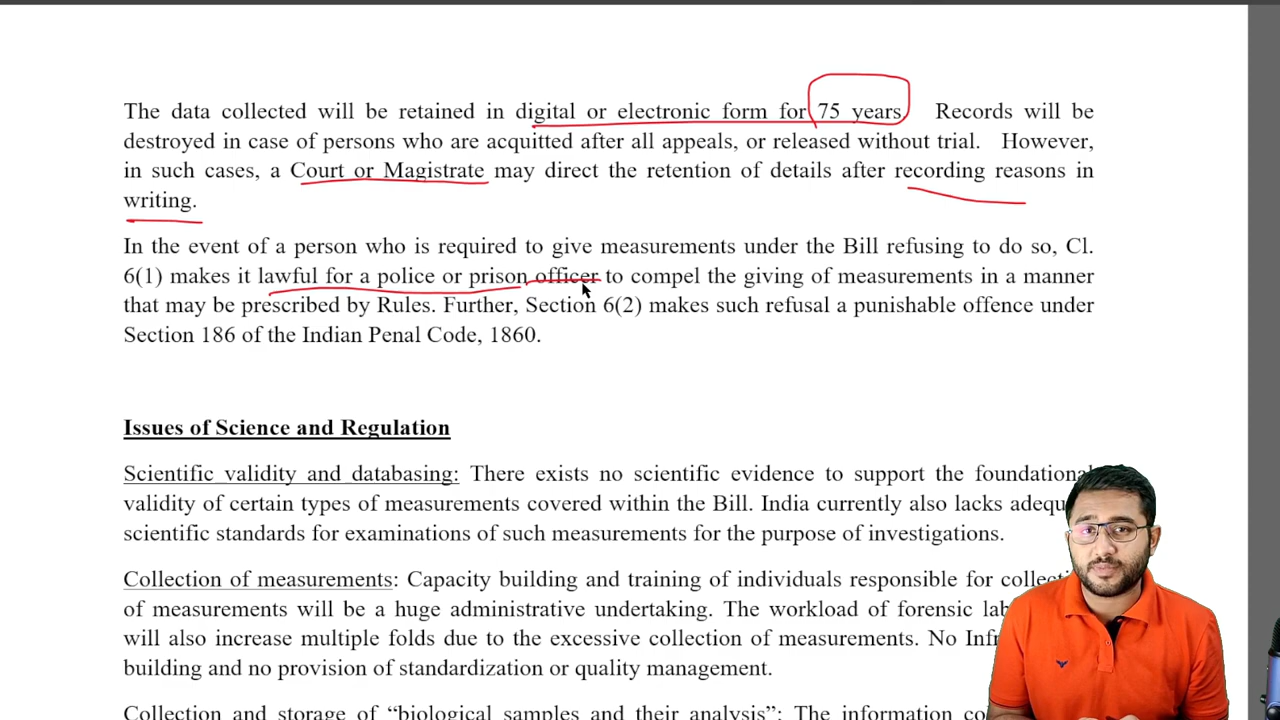 The data collected will be retained in digital or electronic form for 75 years. Records will be
destroyed in case of persons who are acquitted after all appeals, or released without trial. However,
in such cases, a Court or Magistrate may direct the retention of details after recording reasons in
writing.
In the event of a person who is required to give measurements under the Bill refusing to do so, Cl.
6(1) makes it lawful for a police or prison officer to compel the giving of measurements in a manner
that may be prescribed by Rules. Further, Section 6(2) makes such refusal a punishable offence under
Section 186 of the Indian Penal Code, 1860.
Issues of Science and Regulation
Scientific validity and databasing: There exists no scientific evidence to support the foundational
validity of certain types of measurements covered within the Bill. India currently also lacks
scientific standards for examinations of such measurements for the purpose of investigations.
Collection of measurements: Capacity building and training of individuals responsible for
of measurements will be a huge administrative undertaking. The workload of forensic
will also increase multiple folds due to the excessive collection of measurements. No
building and no provision of standardization or quality management.
Collection and storage of “biological samples and their analysis”: The information